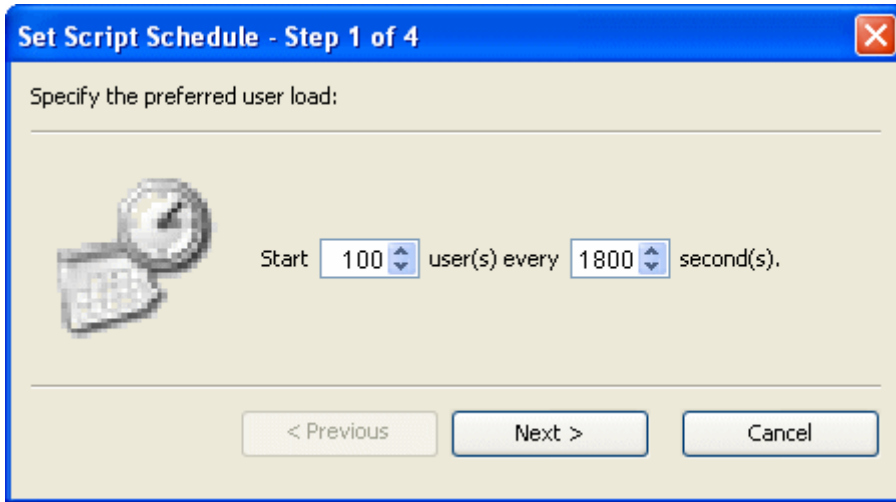 Set Script Schedule - Step 1 of 4
Specify the preferred user load:
Start 100 user(s) every 1800 second(s).
< Previous Next > Cancel